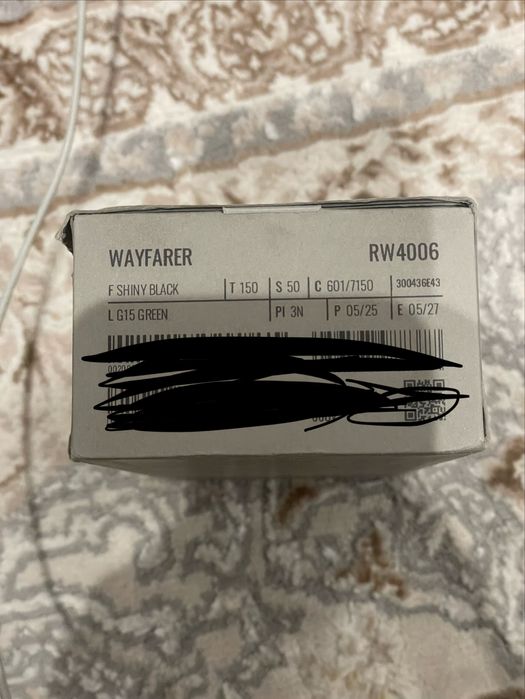 WAYFARER RW4006
F SHINY BLACK T 150 S 50 C 601/7150 300436E43
L G15 GREEN PI 3N P 05/25 E 05/27